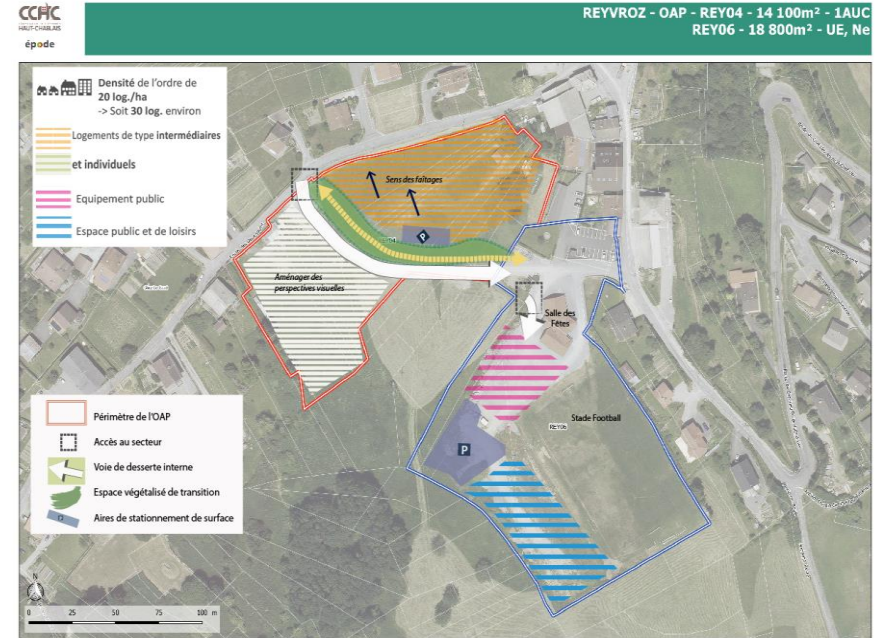 CCHC
HAUT-CHABLAIS
épode
REYVROZ - OAP - REY04 - 14 100m² - 1AUC
REY06 - 18 800m² - UE, Ne
Densité de l'ordre de
20 log./ha
-> Soit 30 log. environ
Logements de type intermédiaires
et individuels
Equipement public
Espace public et de loisirs
Sens des faîtages
P
Aménager des
perspectives visuelles
Salle des
Fêtes
Stade Football
REY06
P
Périmètre de l'OAP
Accès au secteur
Voie de desserte interne
Espace végétalisé de transition
Aires de stationnement de surface
N
0 25 50 75 100 m